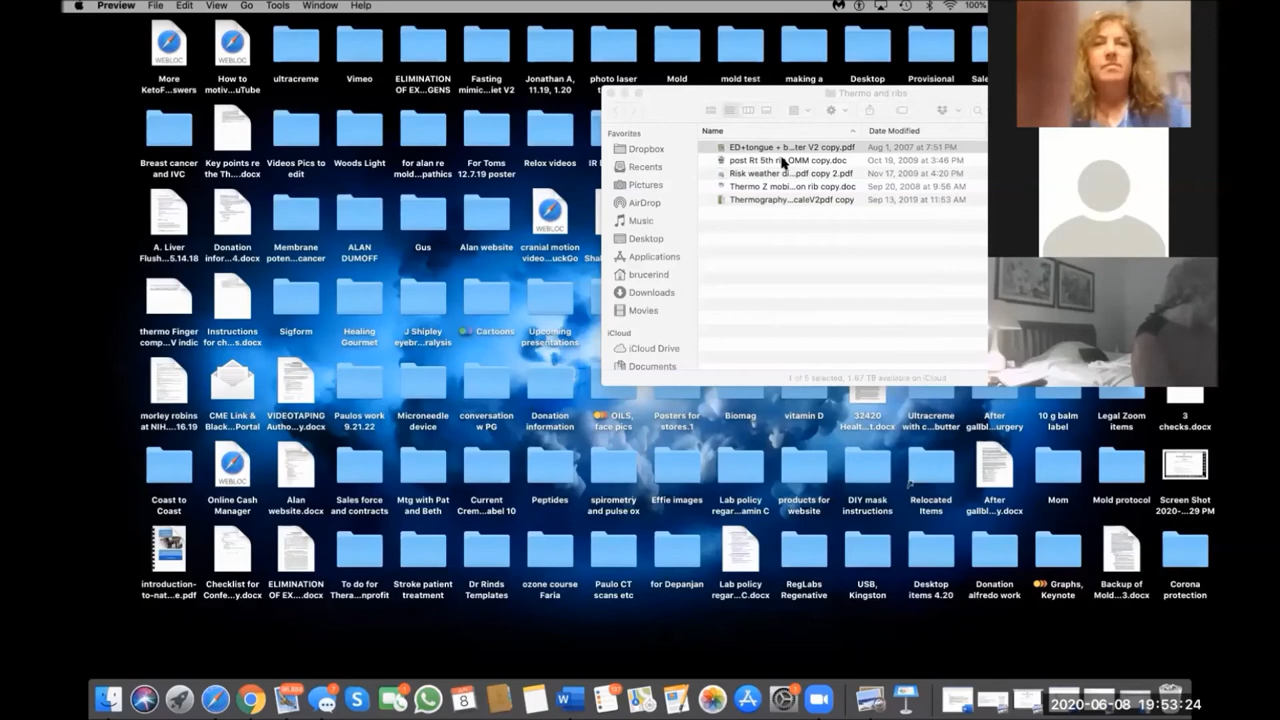 Preview File Edit View Go Tools Window Help 100%
WEBLOC WEBLOC
More How to ultracreme Vimeo ELIMINATION Fasting Jonathan A, photo laser Mold mold test making a Desktop Provisional
KetoF...swers motiv...uTube OF EX...GENS mimic...iet V2 11.19, 1.20
Thermo and ribs
Favorites
Dropbox
Recents
Pictures
AirDrop
Music
Desktop
Applications
brucerind
Downloads
Movies
iCloud
iCloud Drive
Documents
Name Date Modified
ED+tongue + b...ter V2 copy.pdf Aug 1, 2007 at 7:51 PM
post Rt 5th ri OMM copy.doc Oct 19, 2009 at 3:46 PM
Risk weather di...pdf copy 2.pdf Nov 17, 2009 at 4:20 PM
Thermo Z mobi...on rib copy.doc Sep 20, 2008 at 9:56 AM
Thermography...caleV2pdf copy Sep 13, 2019 at 11:53 AM
1 of 5 selected, 1.67 TB available on iCloud
Breast cancer Key points re Videos Pics to Woods Light for alan re For Toms Relox videos
and IVC the Th....docx edit mol...pathics 12.7.19 poster
WEBLOC
A. Liver Donation Membrane ALAN Gus Alan website cranial motion
Flush...5.14.18 infor...4.docx poten...cancer DUMOFF video...uckGo
thermo Finger Instructions Sigform Healing J Shipley Cartoons Upcoming
comp...V indic for ch...s.docx Gourmet eyebr...ralysis presentations
morley robins CME Link & VIDEOTAPING Paulos work Microneedle conversation Donation OILS, Posters for Biomag vitamin D 32420 Ultracreme After 10 g balm Legal Zoom 3
at NIH....16.19 Black...Portal Autho...y.docx 9.21.22 device w PG information face pics stores.1 Healt...t.docx with c...butter gallbl...urgery label items checks.docx
WEBLOC
Coast to Online Cash Alan Sales force Mtg with Pat Current Peptides spirometry Effie images Lab policy products for DIY mask Relocated After Mom Mold protocol Screen Shot
Coast Manager website.docx and contracts and Beth Crem...abel 10 and pulse ox regar...amin C website instructions Items gallbl...y.docx 2020-...29 PM
introduction- Checklist for ELIMINATION To do for Stroke patient Dr Rinds ozone course Paulo CT for Depanjan Lab policy RegLabs USB, Desktop Donation Graphs, Backup of Corona
to-nat...e.pdf Confe...y.docx OF EX....docx Thera...nprofit treatment Templates Faria scans etc regar...C.docx Regenative Kingston items 4.20 alfredo work Keynote Mold...3.docx protection
8
2020-06-08 19:53:24